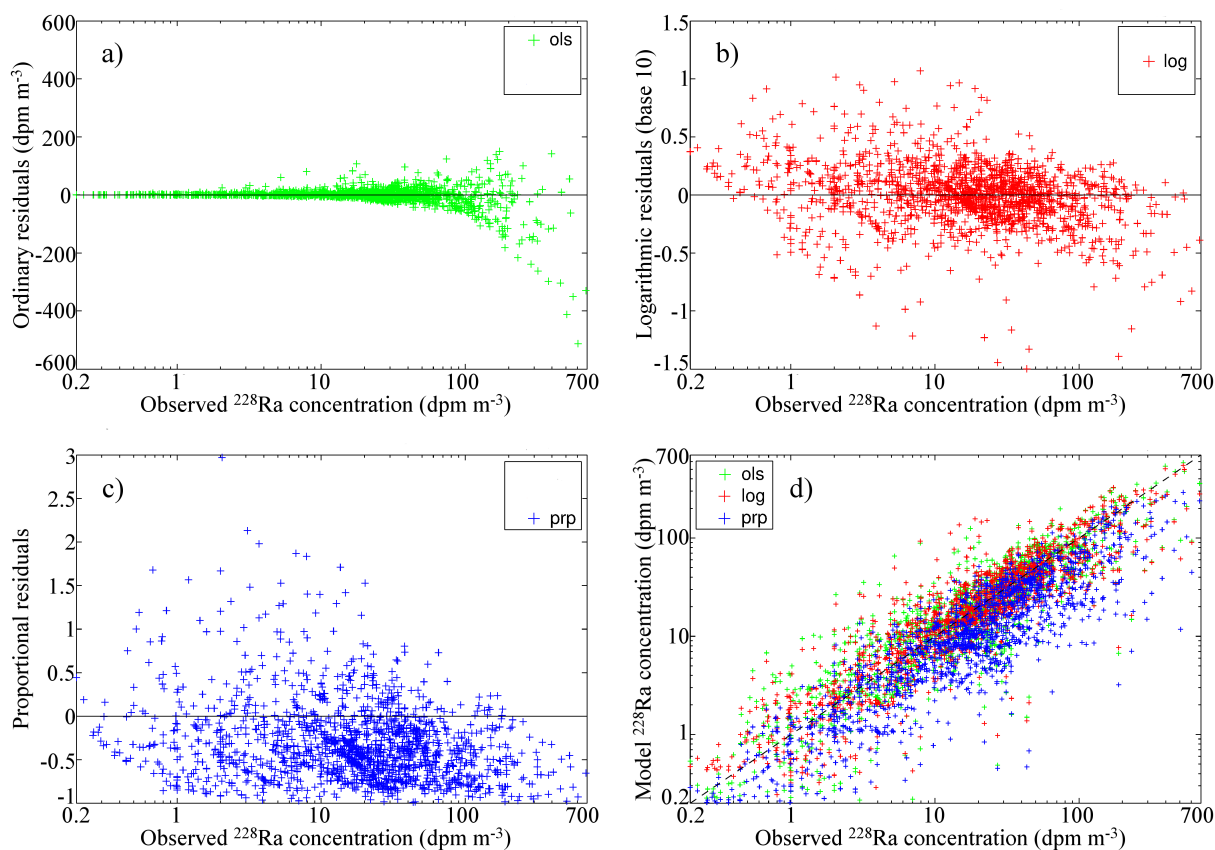 a)
ols
600
400
200
0
-200
-400
-600
Ordinary residuals (dpm m-3)
0.2 1 10 100 700
Observed 228Ra concentration (dpm m-3)
b)
log
1.5
1
0.5
0
-0.5
-1
-1.5
Logarithmic residuals (base 10)
0.2 1 10 100 700
Observed 228Ra concentration (dpm m-3)
c)
prp
3
2.5
2
1.5
1
0.5
0
-0.5
-1
Proportional residuals
0.2 1 10 100 700
Observed 228Ra concentration (dpm m-3)
d)
ols
log
prp
700
100
10
1
0.2
Model 228Ra concentration (dpm m-3)
0.2 1 10 100 700
Observed 228Ra concentration (dpm m-3)